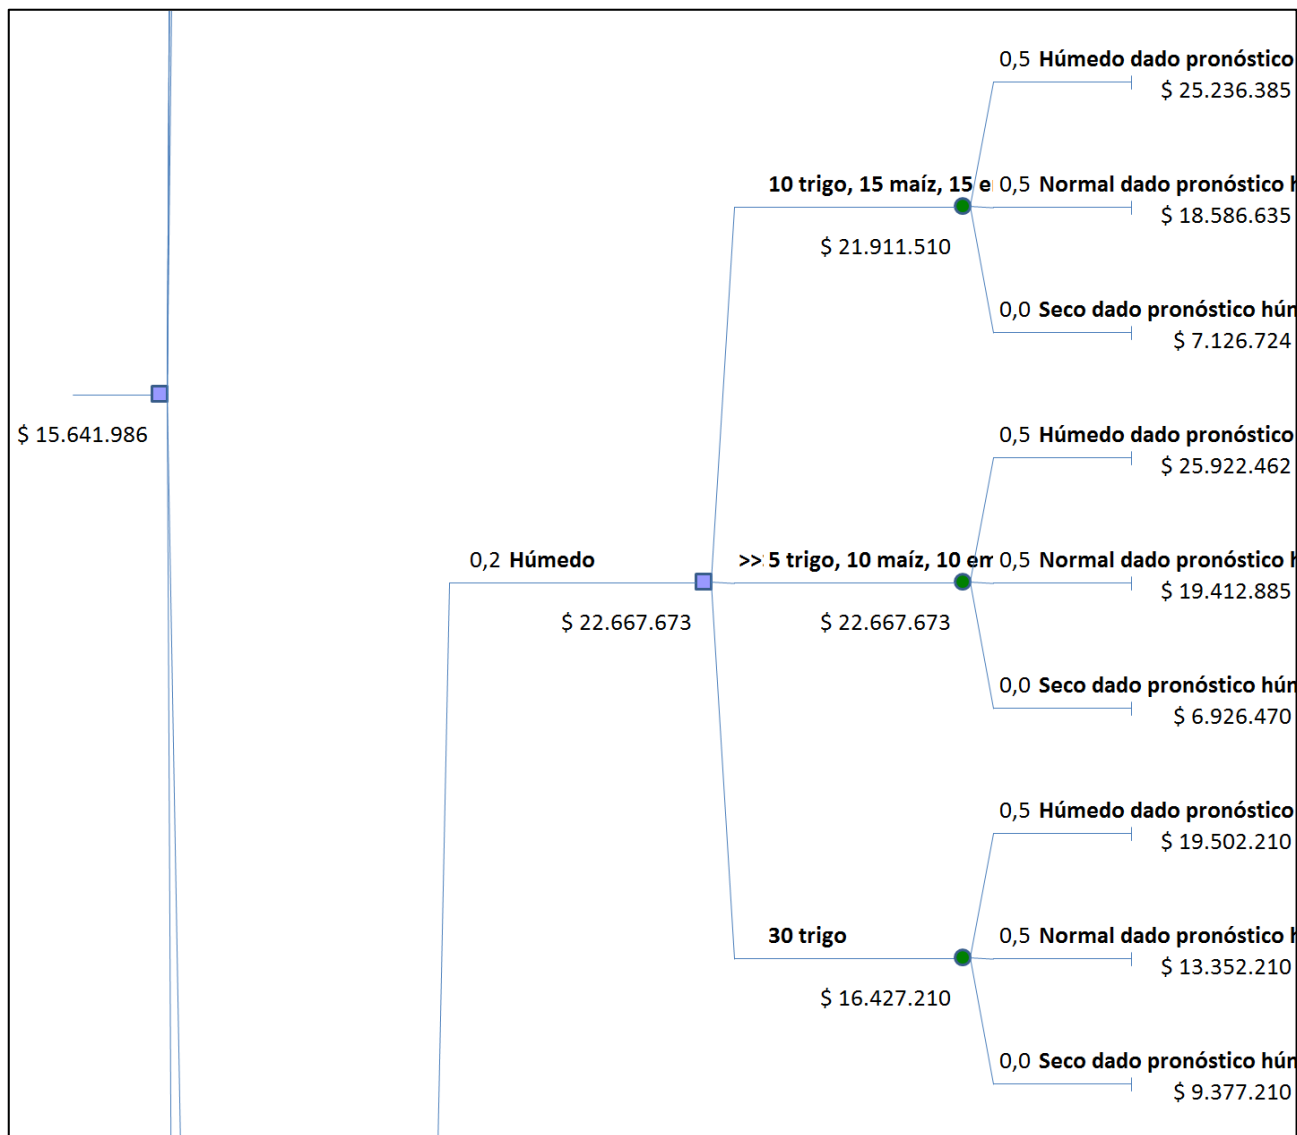 0,5 Húmedo dado pronóstico
$ 25.236.385
10 trigo, 15 maíz, 15 e
0,5 Normal dado pronóstico
$ 18.586.635
$ 21.911.510
0,0 Seco dado pronóstico
$ 7.126.724
0,5 Húmedo dado pronóstico
$ 15.641.986
$ 25.922.462
0,2 Húmedo
>> 5 trigo, 10 maíz, 10 em
0,5 Normal dado pronóstico
$ 19.412.885
$ 22.667.673
$ 22.667.673
0,0 Seco dado pronóstico
$ 6.926.470
0,5 Húmedo dado pronóstico
$ 19.502.210
30 trigo
0,5 Normal dado pronóstico
$ 13.352.210
$ 16.427.210
0,0 Seco dado pronóstico
$ 9.377.210